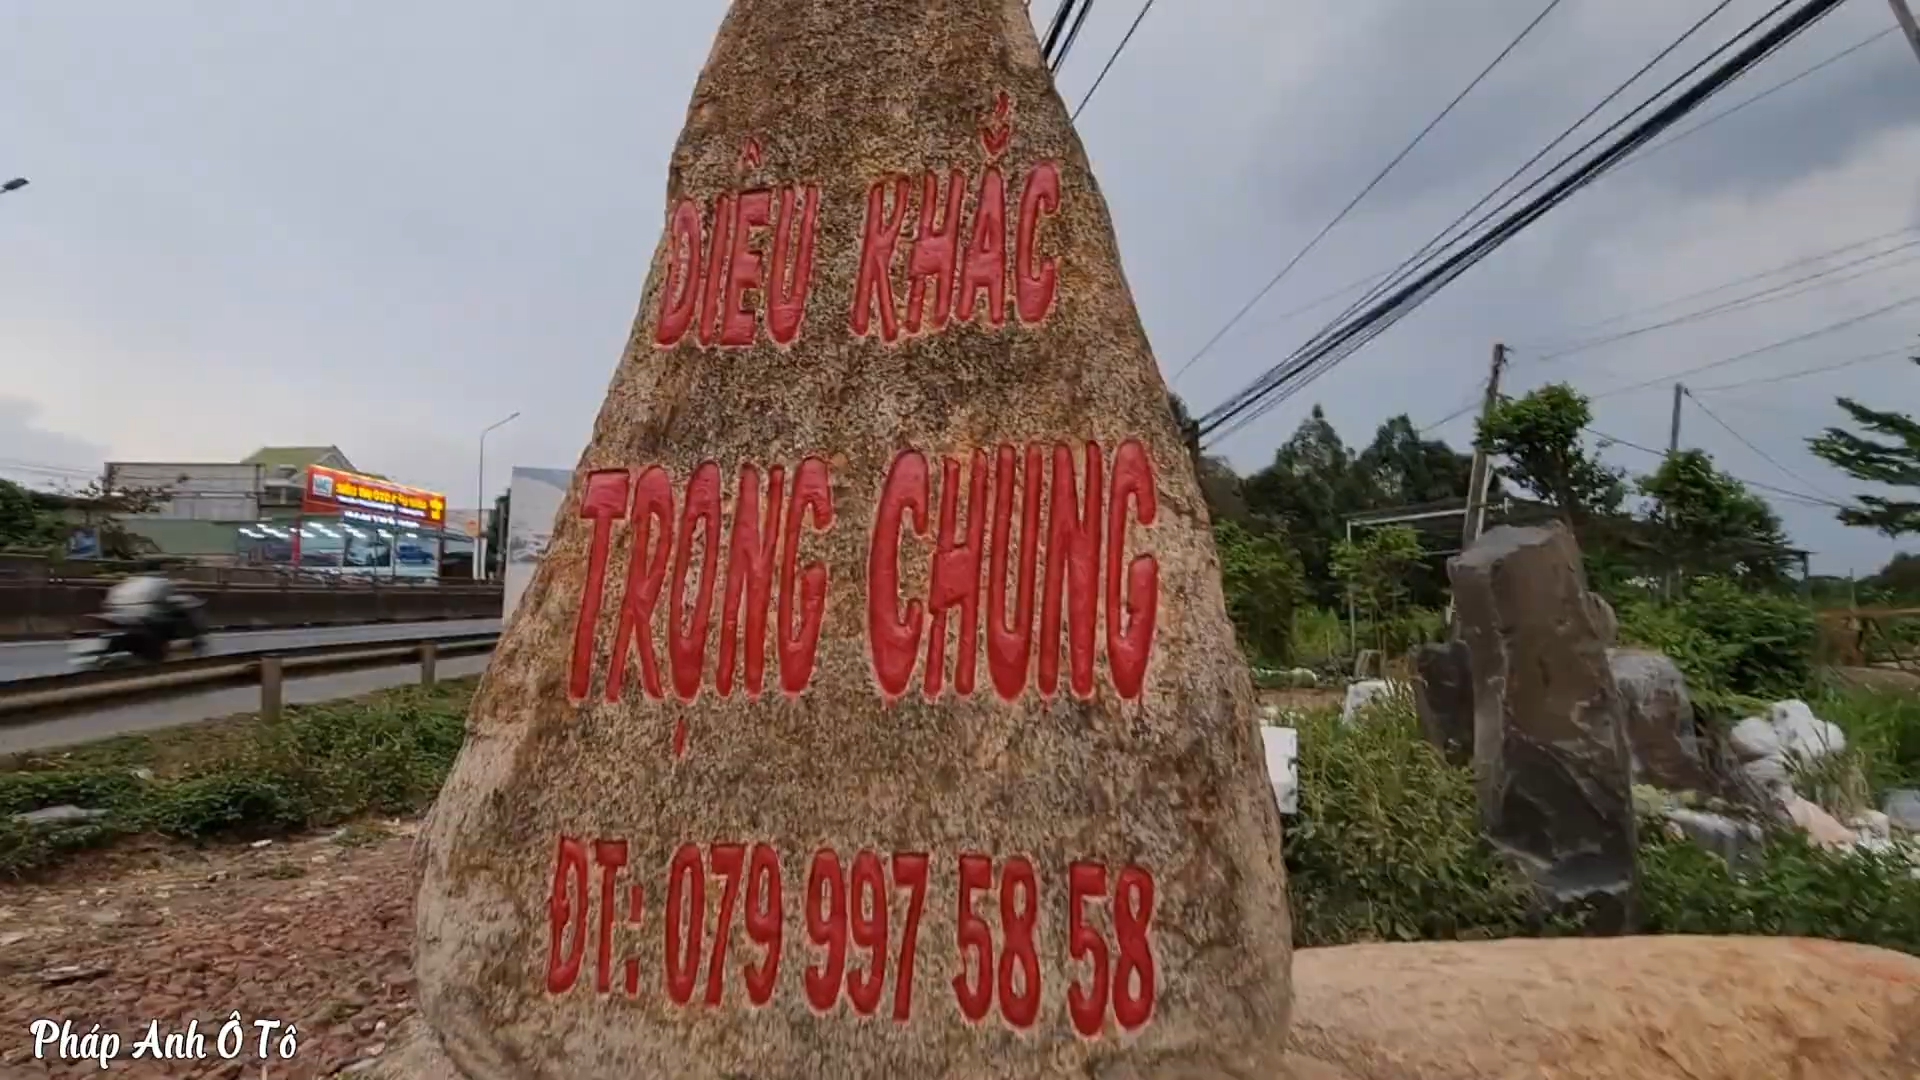 ĐIÊU KHẮC
TRỌNG CHUNG
ĐT: 079 997 58 58
Pháp Anh Ô Tô